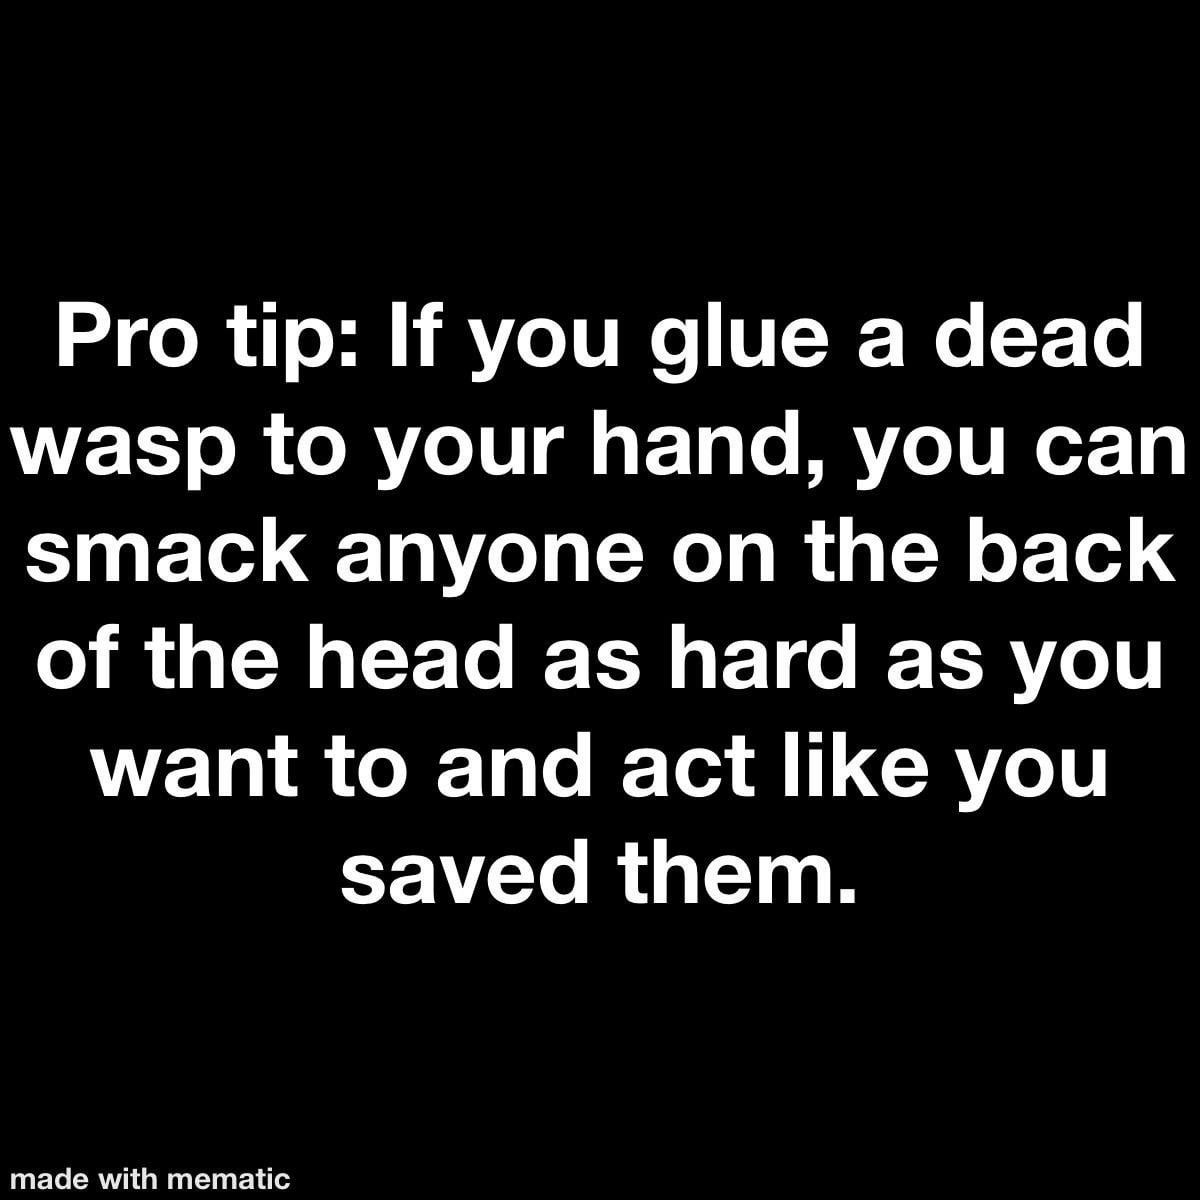 Pro tip: If you glue a dead
wasp to your hand, you can
smack anyone on the back
of the head as hard as you
want to and act like you
saved them.
made with mematic